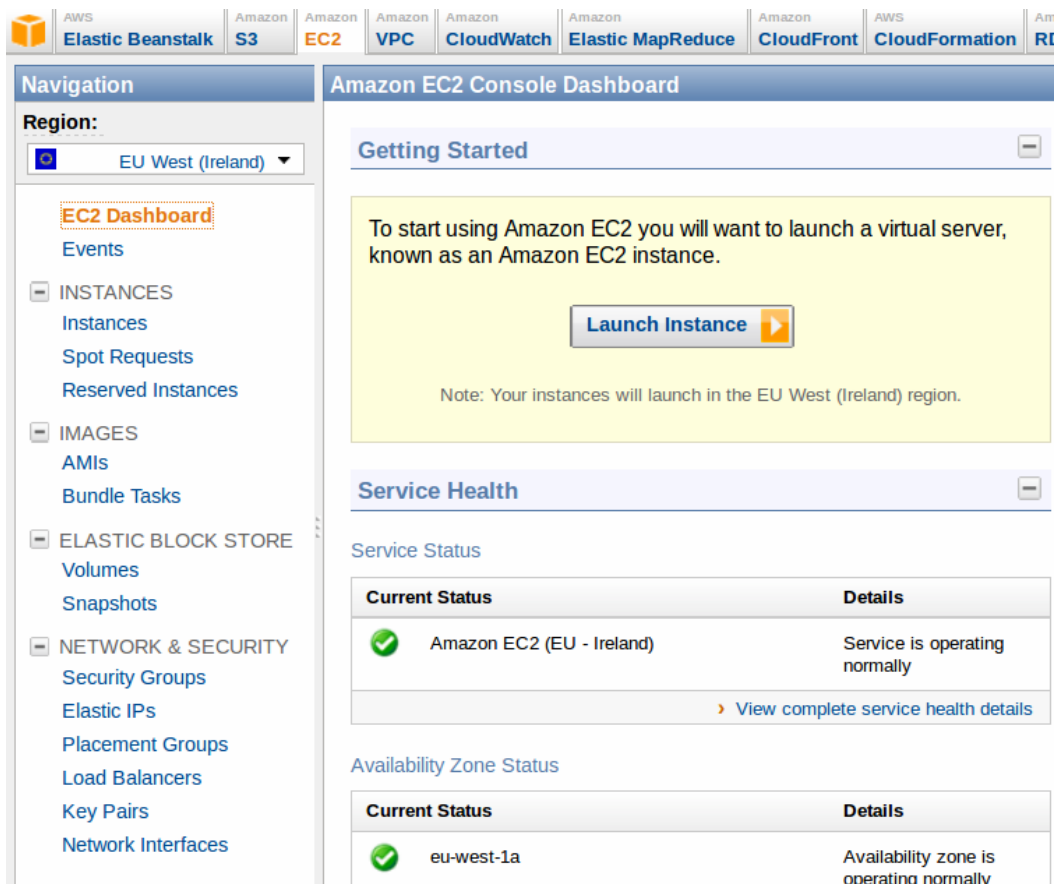 AWS Amazon Amazon Amazon Amazon Amazon Amazon AWS
Elastic Beanstalk S3 EC2 VPC CloudWatch Elastic MapReduce CloudFront CloudFormation
Navigation
Region:
EU West (Ireland)
EC2 Dashboard
Events
INSTANCES
Instances
Spot Requests
Reserved Instances
IMAGES
AMIs
Bundle Tasks
ELASTIC BLOCK STORE
Volumes
Snapshots
NETWORK & SECURITY
Security Groups
Elastic IPs
Placement Groups
Load Balancers
Key Pairs
Network Interfaces
Amazon EC2 Console Dashboard
Getting Started
To start using Amazon EC2 you will want to launch a virtual server,
known as an Amazon EC2 instance.
Launch Instance
Note: Your instances will launch in the EU West (Ireland) region.
Service Health
Service Status
Current Status Details
Amazon EC2 (EU - Ireland) Service is operating
normally
› View complete service health details
Availability Zone Status
Current Status Details
eu-west-1a Availability zone is
operating normally